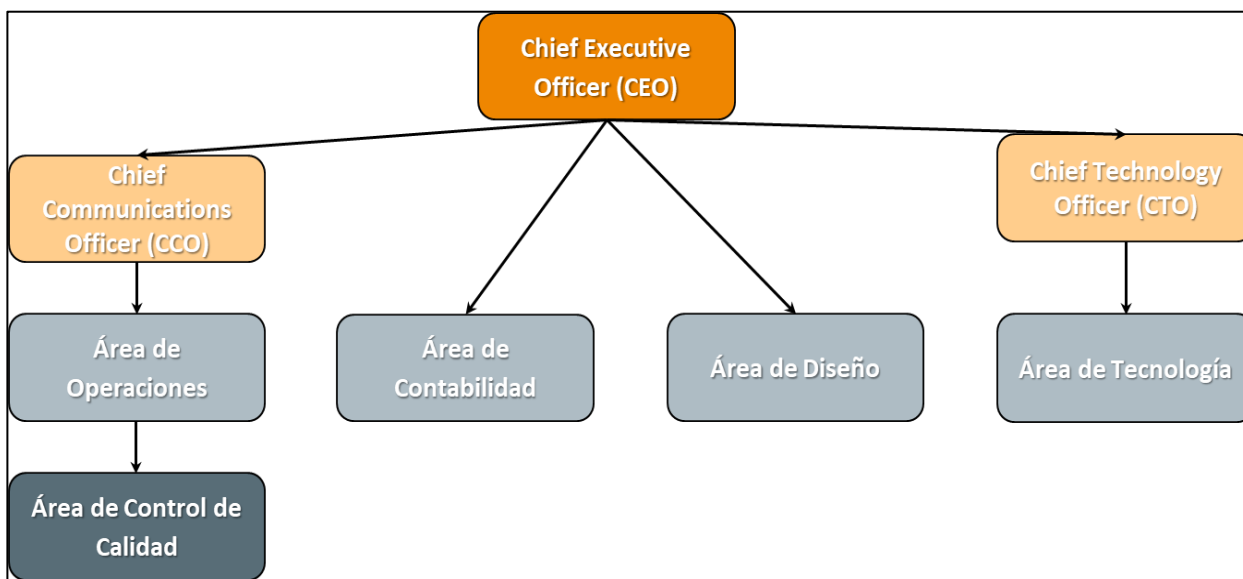 Chief Executive
Officer (CEO)
Chief
Communications
Officer (CCO)
Chief Technology
Officer (CTO)
Área de
Operaciones
Área de
Contabilidad
Área de Diseño
Área de Tecnología
Área de Control de
Calidad